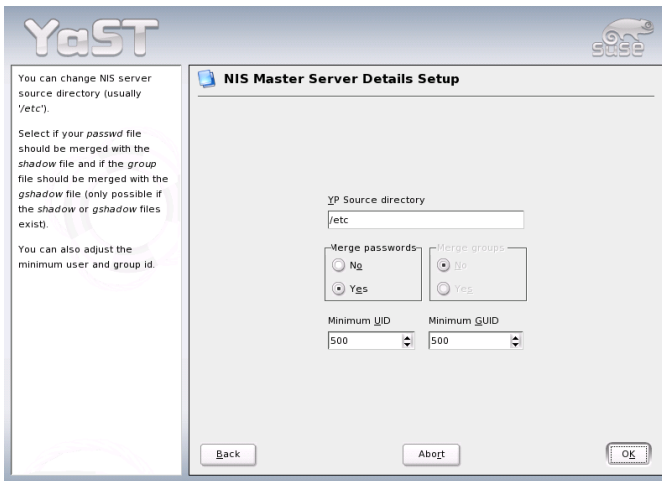 YaST
SUSE
You can change NIS server
source directory (usually
'/etc').
Select if your passwd file
should be merged with the
shadow file and if the group
file should be merged with the
gshadow file (only possible if
the shadow or gshadow files
exist).
You can also adjust the
minimum user and group id.
NIS Master Server Details Setup
YP Source directory
/etc
Merge passwords
No
Yes
Merge groups
No
Yes
Minimum UID
500
Minimum GUID
500
Back
Abort
OK